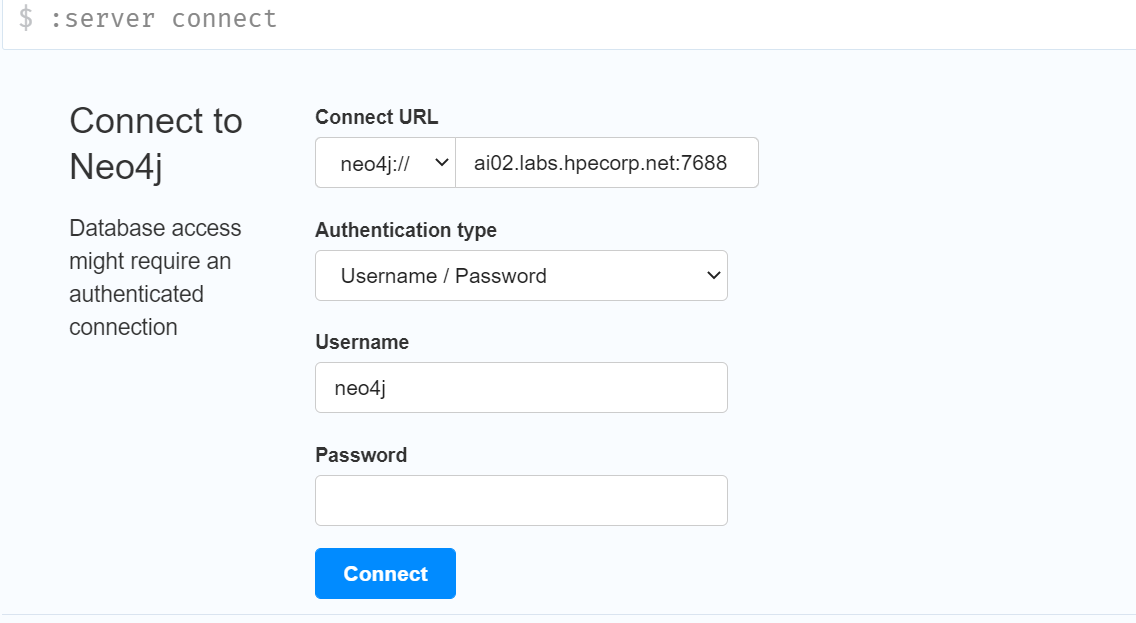 $ :server connect
Connect to
Neo4j
Database access
might require an
authenticated
connection
Connect URL
neo4j://
ai02.labs.hpecorp.net:7688
Authentication type
Username / Password
Username
neo4j
Password
Connect